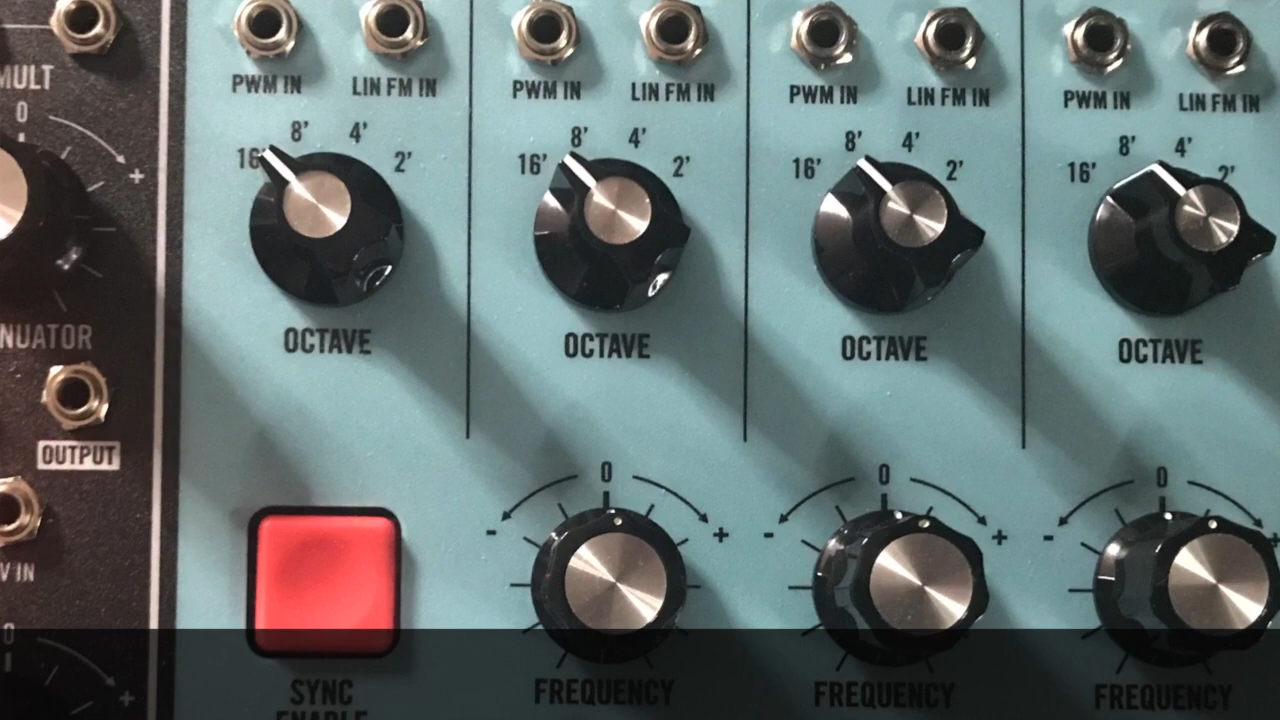 PWM IN LIN FM IN PWM IN LIN FM IN PWM IN LIN FM IN PWM IN LIN FM IN
MULT
0
+
16' 8' 4' 2' 16' 8' 4' 2' 16' 8' 4' 2' 16' 8' 4' 2'
NUATOR
OCTAVE OCTAVE OCTAVE OCTAVE
OUTPUT
0 0 0
- + - + - +
V IN
0
+
SYNC
ENABLE
FREQUENCY FREQUENCY FREQUENCY